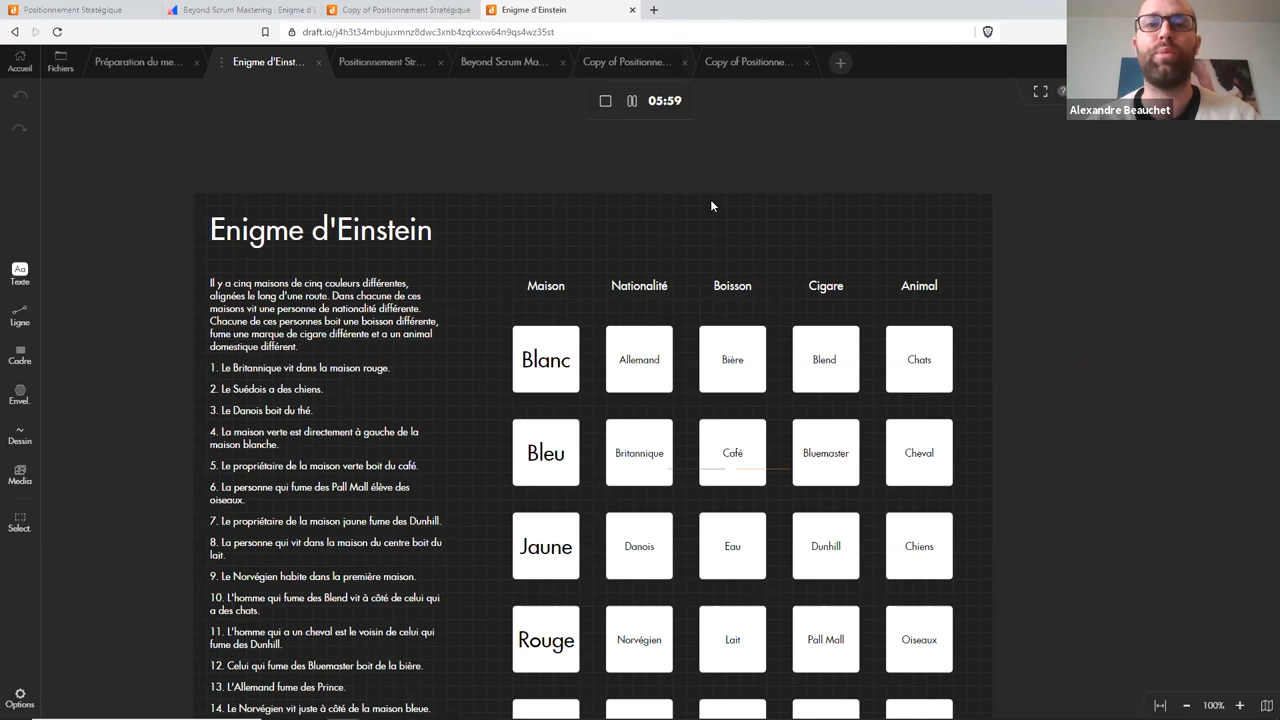 Positionnement Stratégique
Beyond Scrum Mastering : Enigme d'E
Copy of Positionnement Stratégique
Enigme d'Einstein
draft.io/j4h3t34mbujuxmnz8dwc3xnb4zqkxxw64n9qs4wz35st
Accueil
Fichiers
Préparation du me...
Enigme d'Einst...
Positionnement Str...
Beyond Scrum Ma...
Copy of Positionne...
Copy of Positionne...
05:59
Alexandre Beauchet
Aa
Texte
Ligne
Cadre
Envel.
Dessin
Media
Select.
Options
Enigme d'Einstein
Il y a cinq maisons de cinq couleurs différentes,
alignées le long d'une route. Dans chacune de ces
maisons vit une personne de nationalité différente.
Chacune de ces personnes boit une boisson différente,
fume une marque de cigare différente et a un animal
domestique différent.
1. Le Britannique vit dans la maison rouge.
2. Le Suédois a des chiens.
3. Le Danois boit du thé.
4. La maison verte est directement à gauche de la
maison blanche.
5. Le propriétaire de la maison verte boit du café.
6. La personne qui fume des Pall Mall élève des
oiseaux.
7. Le propriétaire de la maison jaune fume des Dunhill.
8. La personne qui vit dans la maison du centre boit du
lait.
9. Le Norvégien habite dans la première maison.
10. L'homme qui fume des Blend vit à côté de celui qui
a des chats.
11. L'homme qui a un cheval est le voisin de celui qui
fume des Dunhill.
12. Celui qui fume des Bluemaster boit de la bière.
13. L'Allemand fume des Prince.
14. Le Norvégien vit juste à côté de la maison bleue.
Maison Nationalité Boisson Cigare Animal
Blanc Allemand Bière Blend Chats
Bleu Britannique Café Bluemaster Cheval
Jaune Danois Eau Dunhill Chiens
Rouge Norvégien Lait Pall Mall Oiseaux
100%